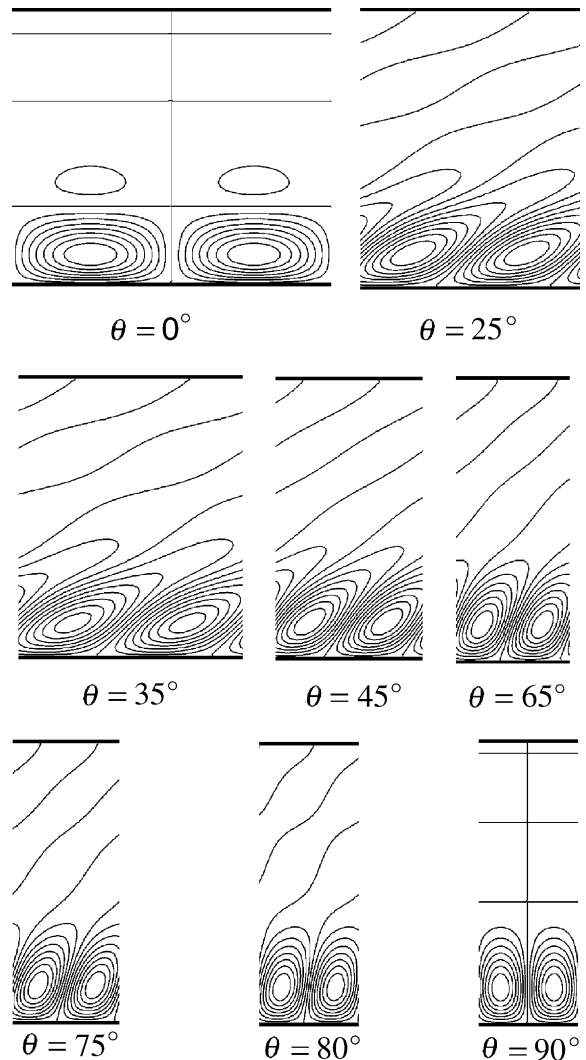 θ = 0°
θ = 25°
θ = 35°
θ = 45°
θ = 65°
θ = 75°
θ = 80°
θ = 90°